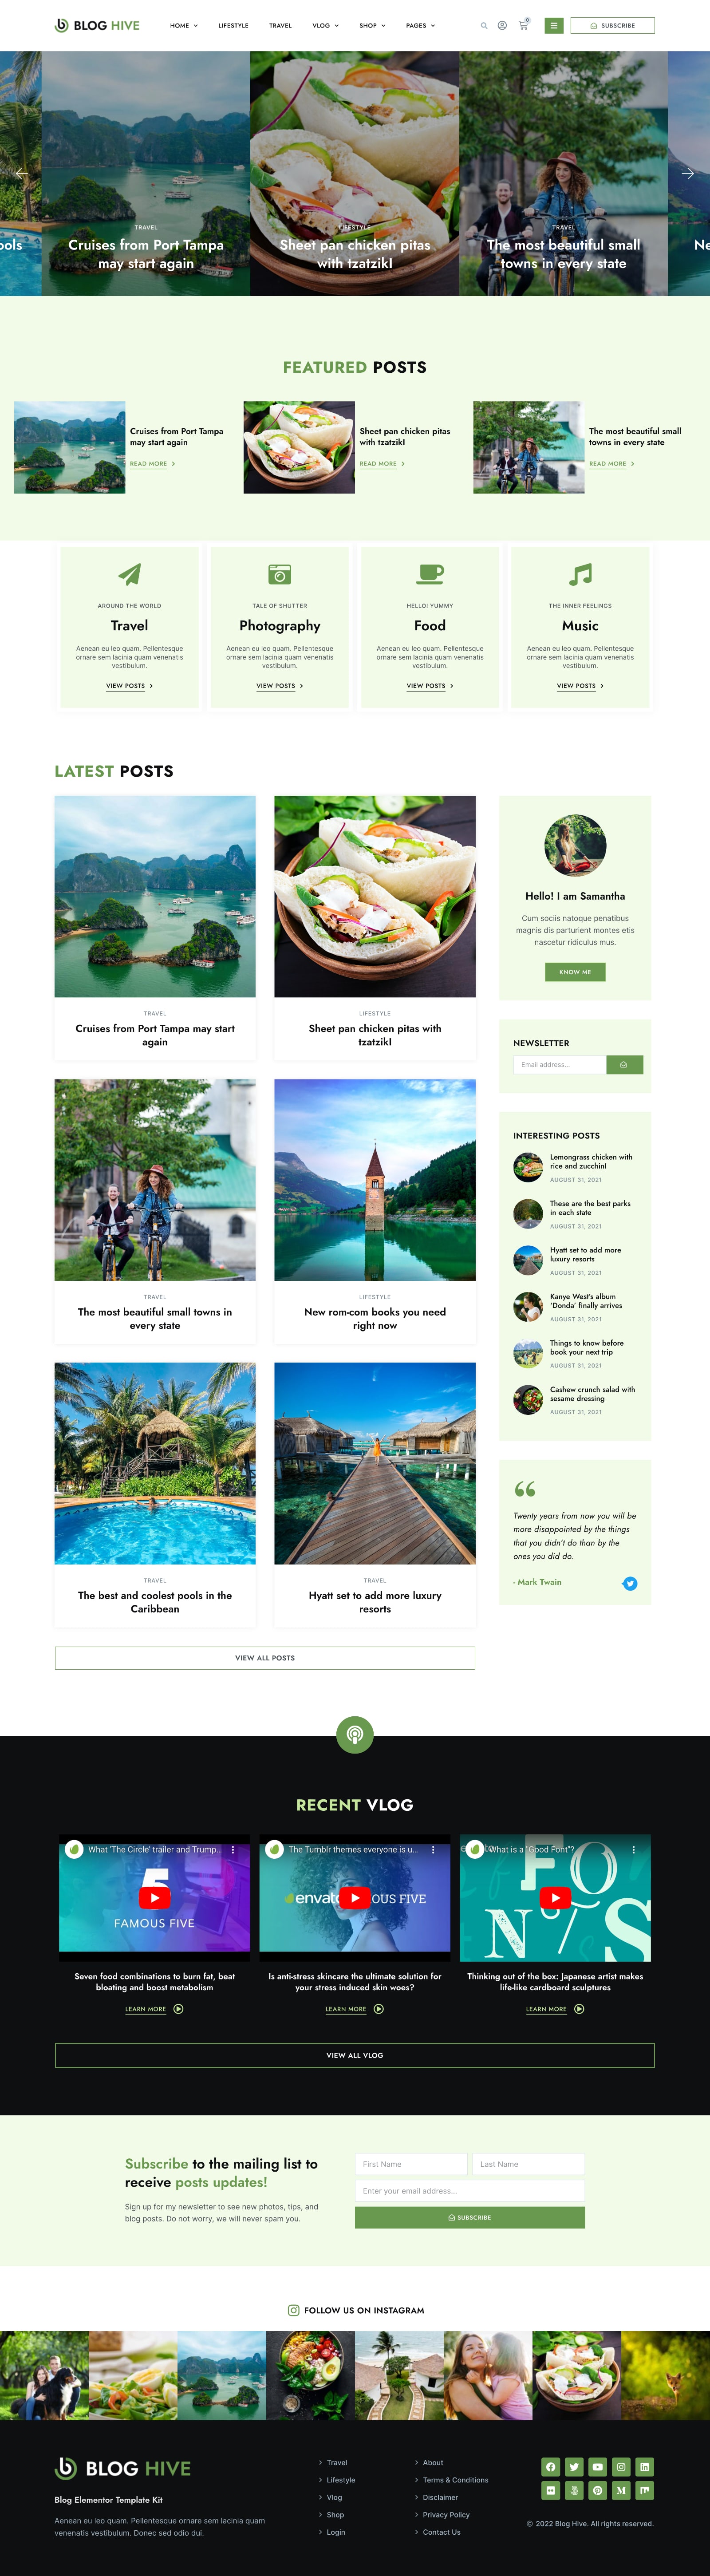 BLOG HIVE
HOME
LIFESTYLE
TRAVEL
VLOG
SHOP
PAGES
0
SUBSCRIBE
ools
TRAVEL
Cruises from Port Tampa
may start again
LIFESTYLE
Sheet pan chicken pitas
with tzatzikI
TRAVEL
The most beautiful small
towns in every state
Ne
FEATURED POSTS
Cruises from Port Tampa
may start again
READ MORE
Sheet pan chicken pitas
with tzatzikI
READ MORE
The most beautiful small
towns in every state
READ MORE
AROUND THE WORLD
Travel
Aenean eu leo quam. Pellentesque
ornare sem lacinia quam venenatis
vestibulum.
VIEW POSTS
TALE OF SHUTTER
Photography
Aenean eu leo quam. Pellentesque
ornare sem lacinia quam venenatis
vestibulum.
VIEW POSTS
HELLO! YUMMY
Food
Aenean eu leo quam. Pellentesque
ornare sem lacinia quam venenatis
vestibulum.
VIEW POSTS
THE INNER FEELINGS
Music
Aenean eu leo quam. Pellentesque
ornare sem lacinia quam venenatis
vestibulum.
VIEW POSTS
LATEST POSTS
TRAVEL
Cruises from Port Tampa may start
again
LIFESTYLE
Sheet pan chicken pitas with
tzatzikI
TRAVEL
The most beautiful small towns in
every state
LIFESTYLE
New rom-com books you need
right now
TRAVEL
The best and coolest pools in the
Caribbean
TRAVEL
Hyatt set to add more luxury
resorts
VIEW ALL POSTS
Hello! I am Samantha
Cum sociis natoque penatibus
magnis dis parturient montes etis
nascetur ridiculus mus.
KNOW ME
NEWSLETTER
Email address...
INTERESTING POSTS
Lemongrass chicken with
rice and zucchinI
AUGUST 31, 2021
These are the best parks
in each state
AUGUST 31, 2021
Hyatt set to add more
luxury resorts
AUGUST 31, 2021
Kanye West's album
'Donda' finally arrives
AUGUST 31, 2021
Things to know before
book your next trip
AUGUST 31, 2021
Cashew crunch salad with
sesame dressing
AUGUST 31, 2021
“
Twenty years from now you will be
more disappointed by the things
that you didn't do than by the
ones you did do.
- Mark Twain
RECENT VLOG
What 'The Circle' trailer and Trump...
5
FAMOUS FIVE
Seven food combinations to burn fat, beat
bloating and boost metabolism
LEARN MORE
The Tumblr themes everyone is u...
envato
OUS FIVE
Is anti-stress skincare the ultimate solution for
your stress induced skin woes?
LEARN MORE
What is a "Good Font"?
FO
N/S
Thinking out of the box: Japanese artist makes
life-like cardboard sculptures
LEARN MORE
VIEW ALL VLOG
Subscribe to the mailing list to
receive posts updates!
Sign up for my newsletter to see new photos, tips, and
blog posts. Do not worry, we will never spam you.
First Name
Last Name
Enter your email address...
SUBSCRIBE
FOLLOW US ON INSTAGRAM
BLOG HIVE
Blog Elementor Template Kit
Aenean eu leo quam. Pellentesque ornare sem lacinia quam
venenatis vestibulum. Donec sed odio dui.
Travel
Lifestyle
Vlog
Shop
Login
About
Terms & Conditions
Disclaimer
Privacy Policy
Contact Us
© 2022 Blog Hive. All rights reserved.